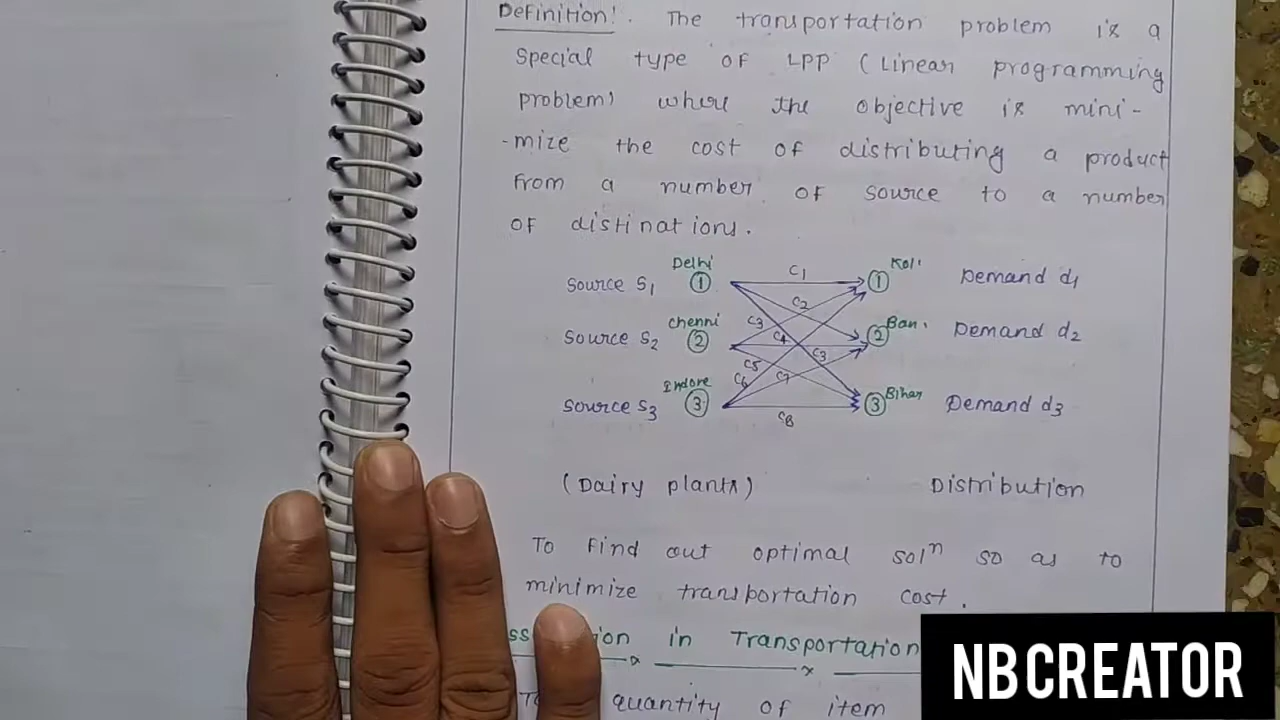 Definition:. The transportation problem is a
special type of LPP (Linear programming
problem) where the objective is mini-
-mize the cost of distributing a product
from a number of source to a number
of distinations.
Delhi C1 Kol.
Source S1 1 1 Demand d1
C2
Chenni C3 Ban.
Source S2 2 C4 2 Demand d2
C5 C3
Indore C6 C7 Bihar
Source S3 3 3 Demand d3
C8
(Dairy plants) Distribution
To find out optimal solⁿ so as to
minimize transportation cost.
in Transportation
quantity of item
NB CREATOR